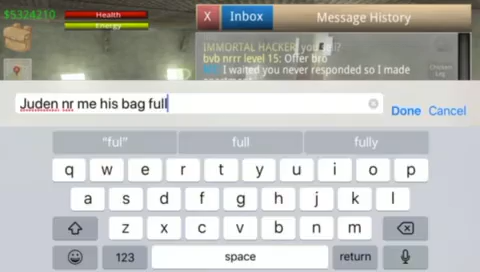 $5324210
Health
Energy
X
Inbox
Message History
IMMORTAL HACKER: you
bvb nrrr level 15: Offer bro
I waited you never responded so I made
Juden nr me his bag full
Done
Cancel
"ful"
full
fully
q w e r t y u i o p
a s d f g h j k l
z x c v b n m
123
space
return